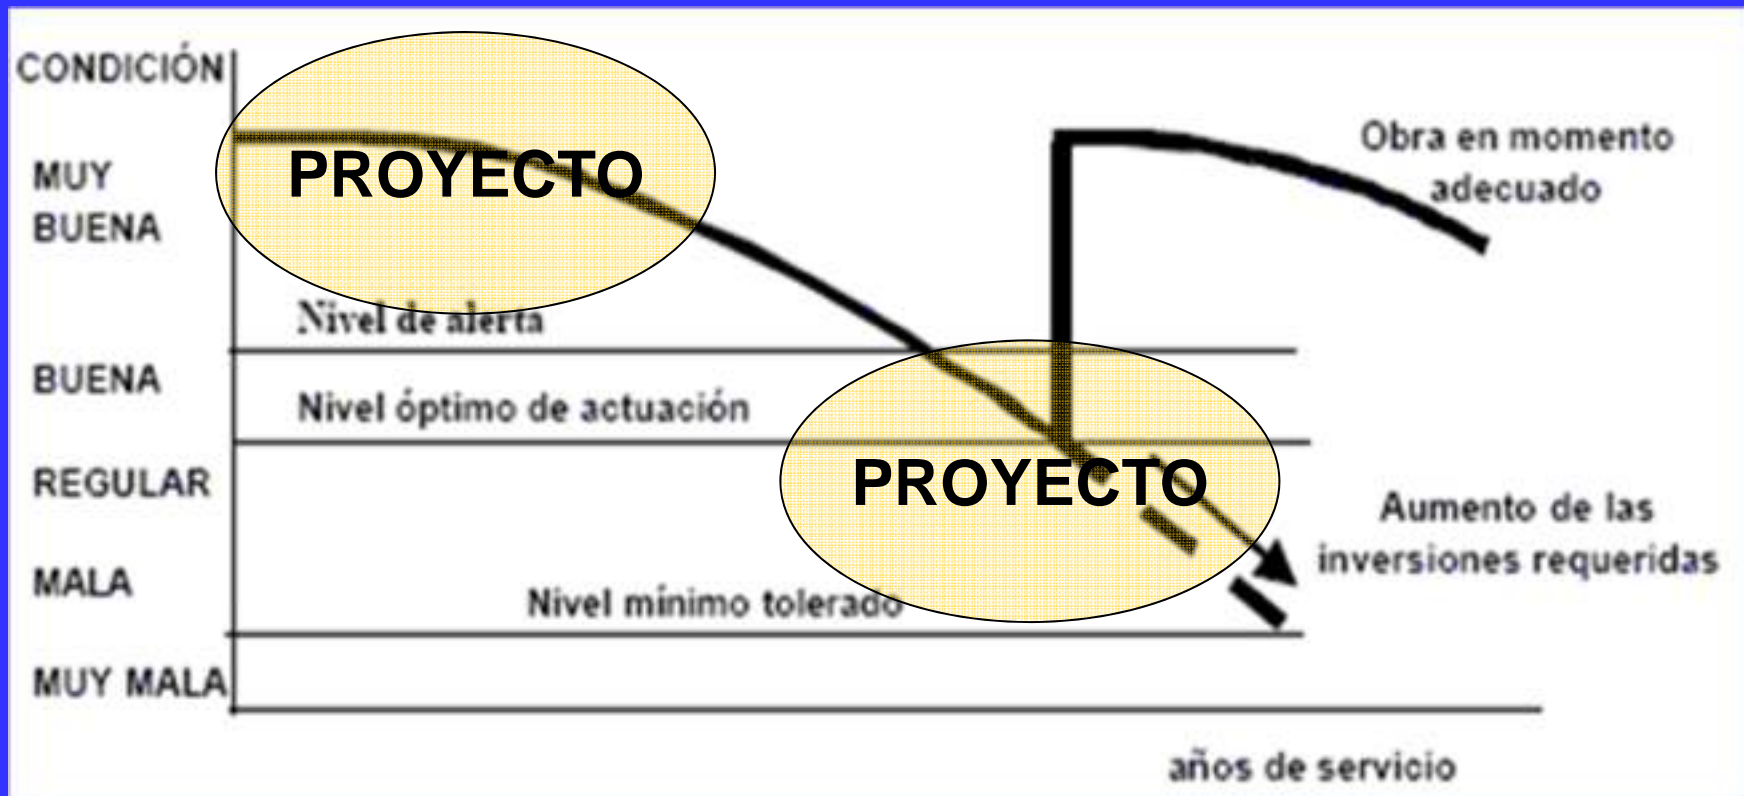 CONDICIÓN
MUY
BUENA
PROYECTO
Obra en momento
adecuado
Nivel de alerta
BUENA
Nivel óptimo de actuación
REGULAR
PROYECTO
Aumento de las
inversiones requeridas
MALA
Nivel mínimo tolerado
MUY MALA
años de servicio